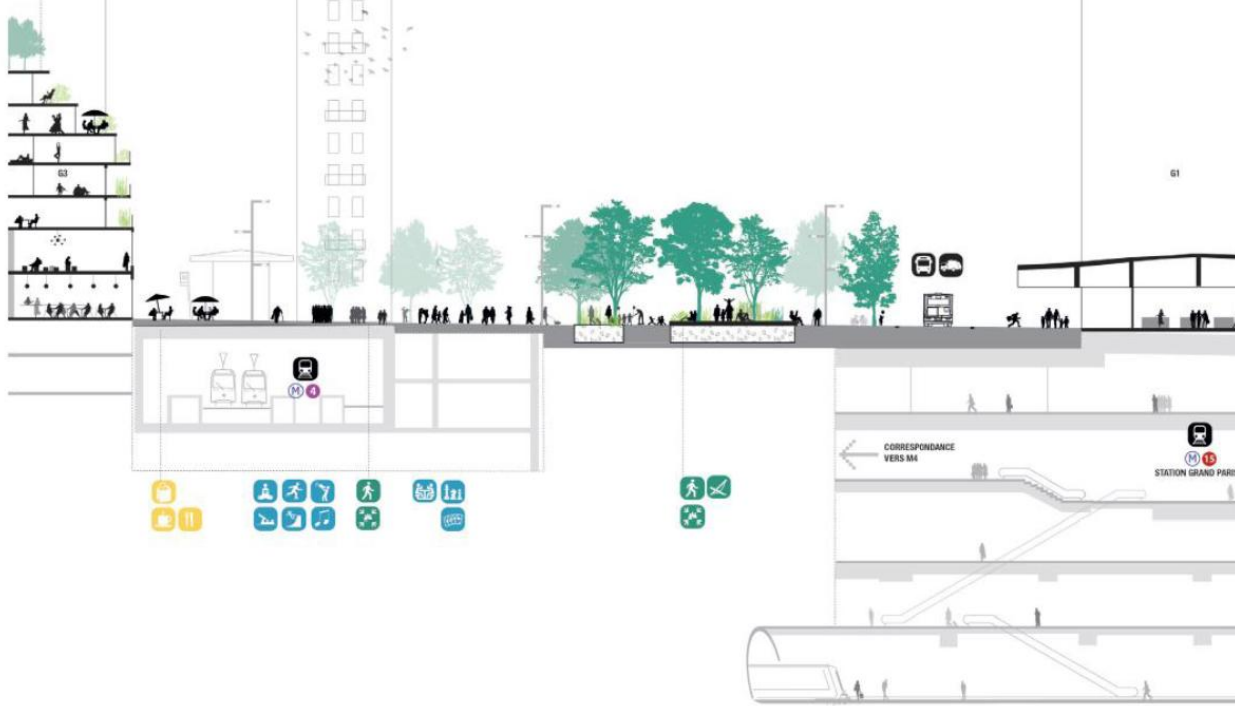 G3
G1
M 4
CORRESPONDANCE
VERS M4
M 15
STATION GRAND PARIS